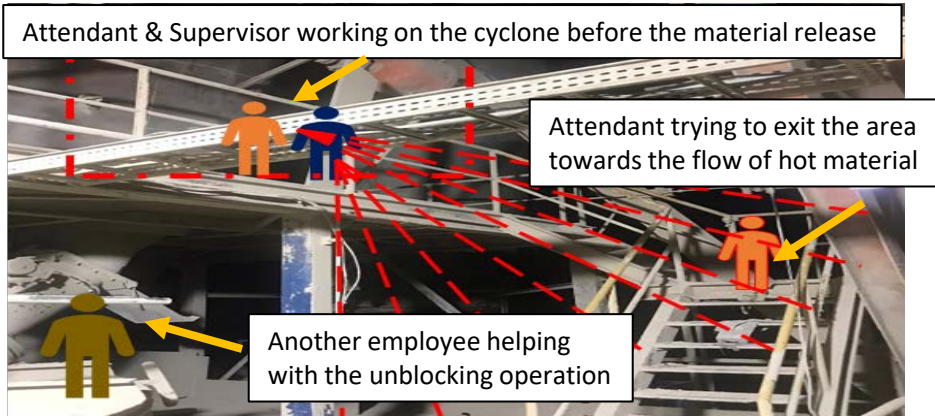 Attendant & Supervisor working on the cyclone before the material release
Attendant trying to exit the area
towards the flow of hot material
Another employee helping
with the unblocking operation